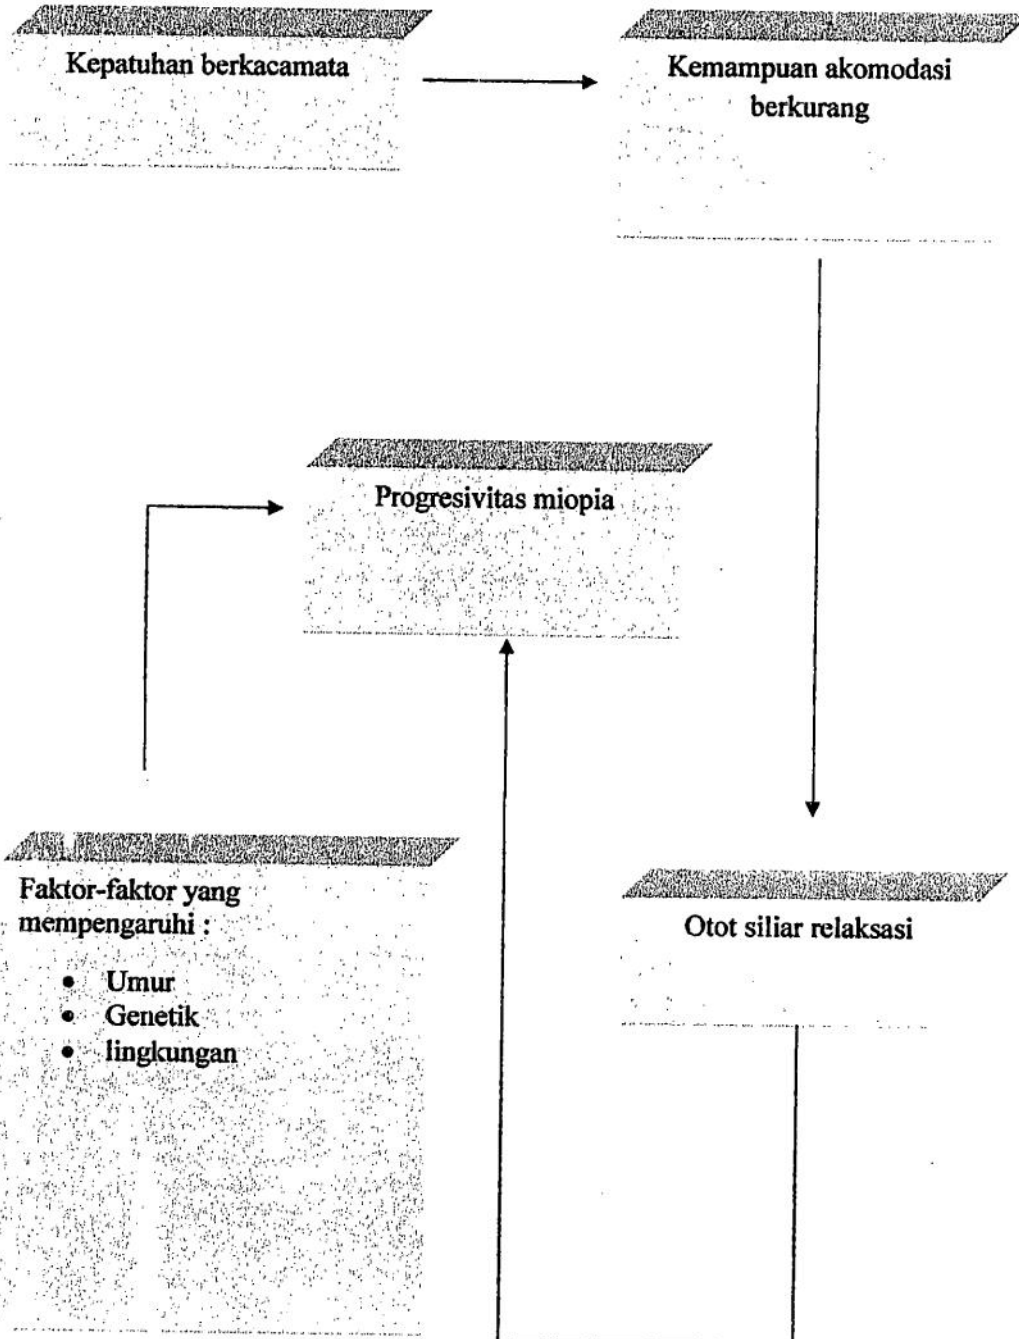 Kepatuhan berkacamata
Kemampuan akomodasi
berkurang
Progresivitas miopia
Faktor-faktor yang
mempengaruhi :
• Umur
• Genetik
• lingkungan
Otot siliar relaksasi